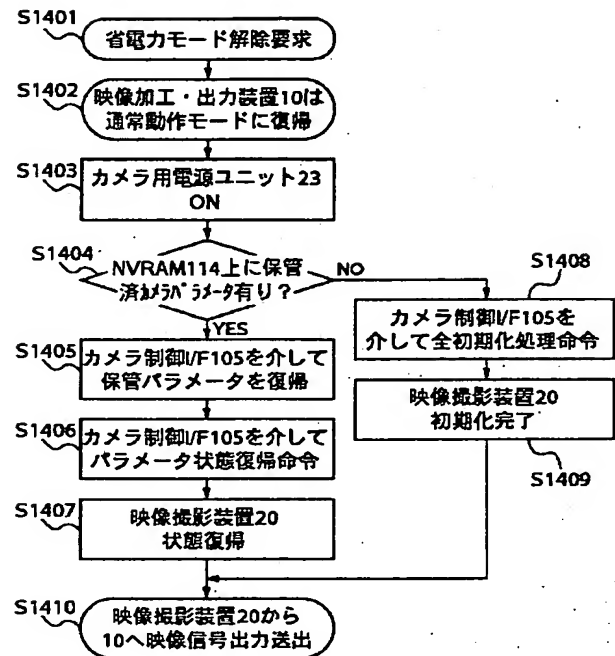 S1401
省電力モード解除要求
S1402
映像加工・出力装置10は
通常動作モードに復帰
S1403
カメラ用電源ユニット23
ON
S1404
NVRAM114上に保管
済カメラパラメータ有り?
NO
YES
S1405
カメラ制御I/F105を介して
保管パラメータを復帰
S1406
カメラ制御I/F105を介して
パラメータ状態復帰命令
S1407
映像撮影装置20
状態復帰
S1408
カメラ制御I/F105を
介して全初期化処理命令
映像撮影装置20
初期化完了
S1409
S1410
映像撮影装置20から
10へ映像信号出力送出